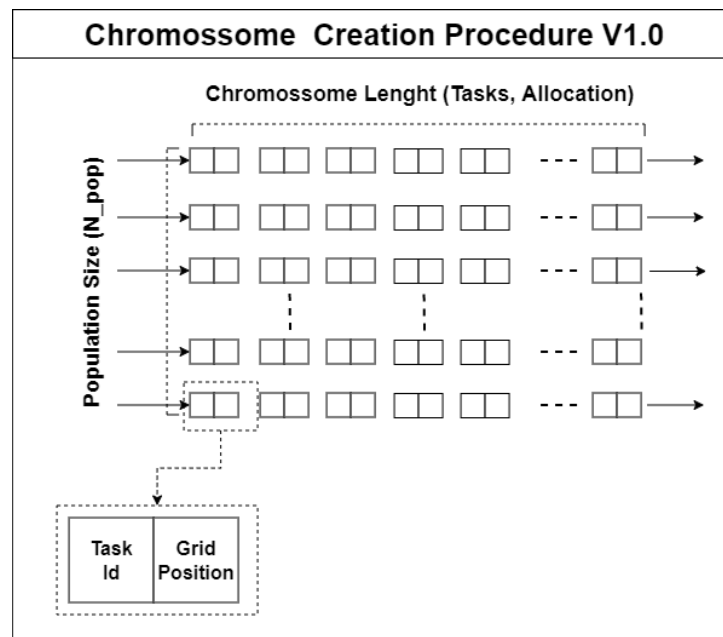 Chromossome Creation Procedure V1.0
Chromossome Lenght (Tasks, Allocation)
Population Size (N_pop)
Task
Id
Grid
Position